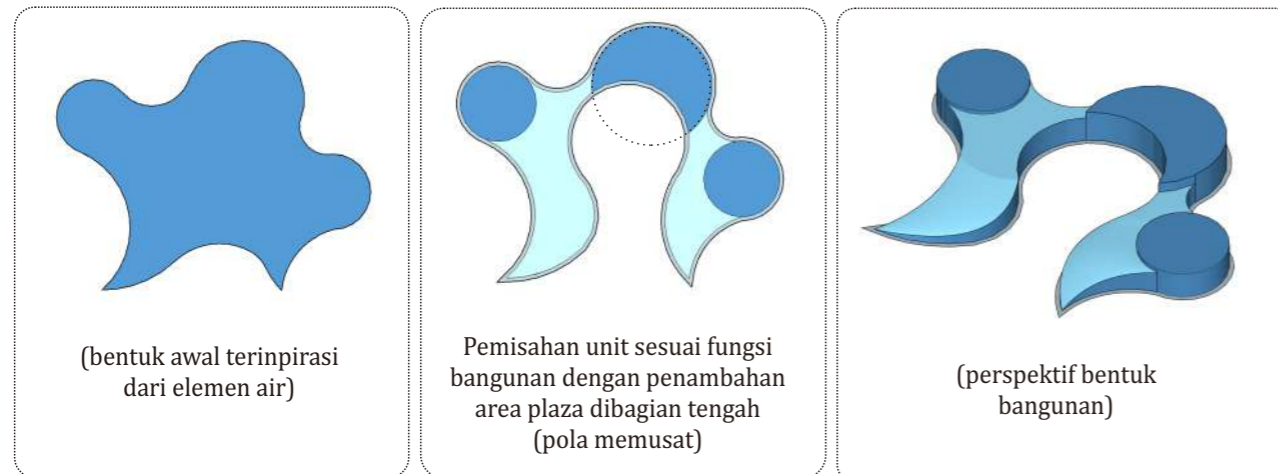 (bentuk awal terinpirasi
dari elemen air)
Pemisahan unit sesuai fungsi
bangunan dengan penambahan
area plaza dibagian tengah
(pola memusat)
(perspektif bentuk
bangunan)